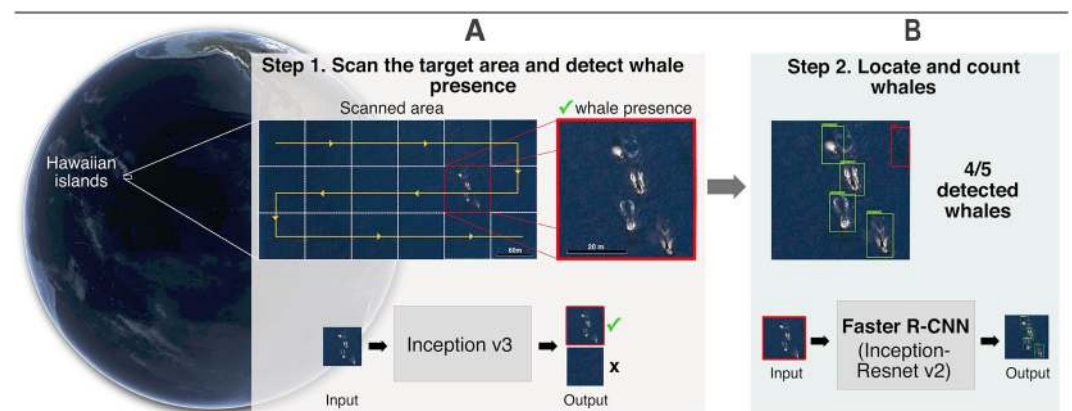 A
B
Step 1. Scan the target area and detect whale
presence
Scanned area
✓ whale presence
Hawaiian
islands
60m
20 m
Inception v3
x
Input
Output
Step 2. Locate and count
whales
4/5
detected
whales
Faster R-CNN
(Inception-
Resnet v2)
Input
Output